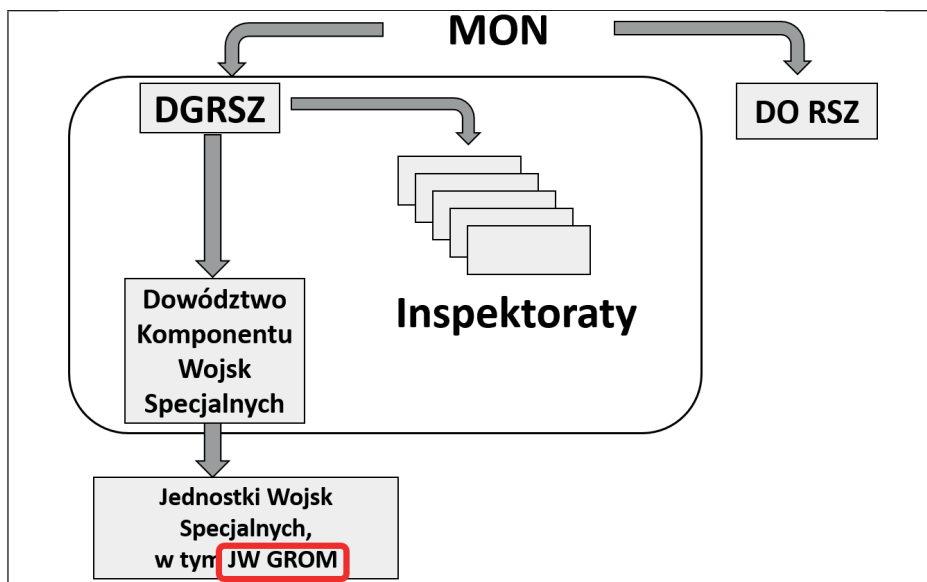 MON
DGRSZ
DO RSZ
Inspektoraty
Dowództwo
Komponentu
Wojsk
Specjalnych
Jednostki Wojsk
Specjalnych,
w tym JW GROM